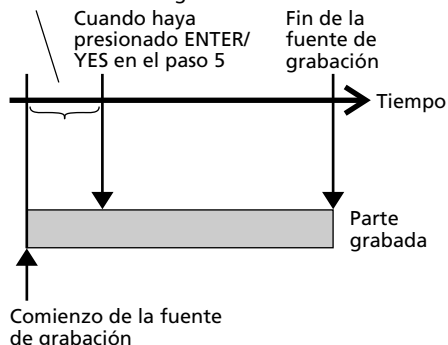 Cuando haya
presionado ENTER/
YES en el paso 5
Fin de la
fuente de
grabación
Tiempo
Parte
grabada
Comienzo de la fuente
de grabación